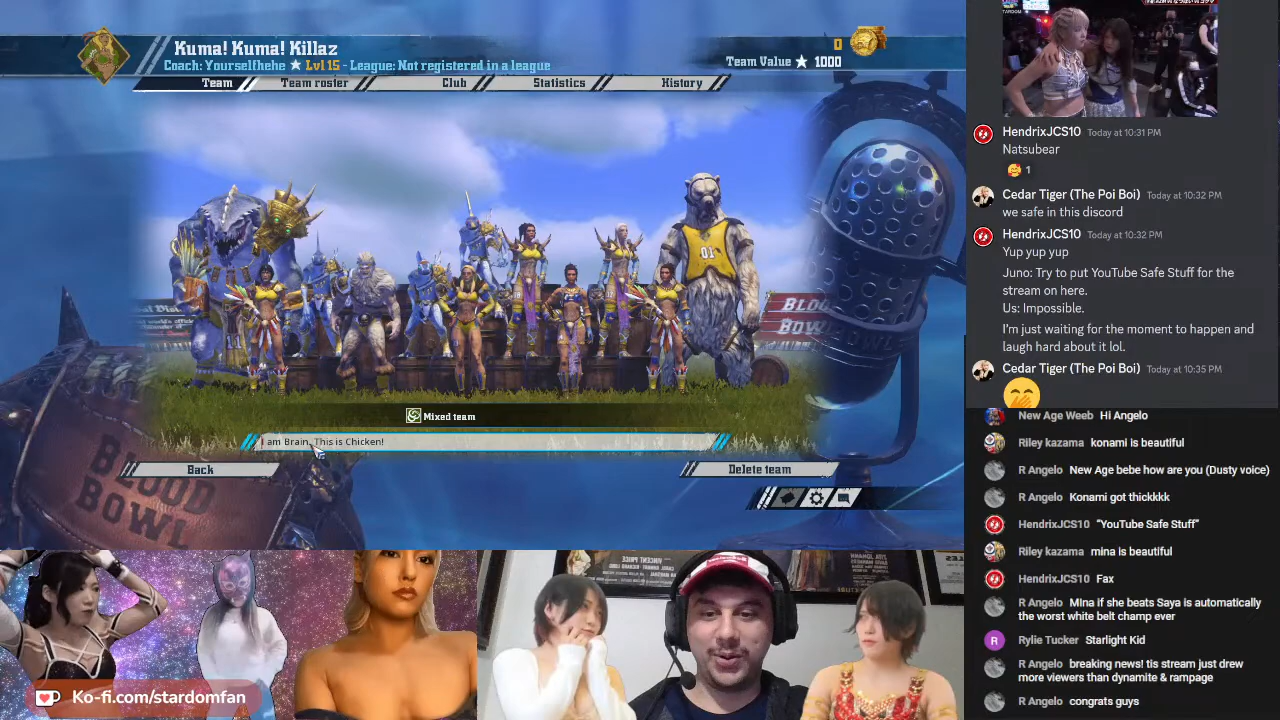 Kuma! Kuma! Killaz
Coach: Yourselfhehe ★ Lvl 15 - League: Not registered in a league
0
Team Value ★ 1000
Team
Team roster
Club
Statistics
History
01
11
BLOOD
BOWL
Mixed team
I am Brain, This is Chicken!
Back
Delete team
BLOOD
BOWL
Ko-fi.com/stardomfan
HendrixJCS10 Today at 10:31 PM
Natsubear
1
Cedar Tiger (The Poi Boi) Today at 10:32 PM
we safe in this discord
HendrixJCS10 Today at 10:32 PM
Yup yup yup
Juno: Try to put YouTube Safe Stuff for the
stream on here.
Us: Impossible.
I'm just waiting for the moment to happen and
laugh hard about it lol.
Cedar Tiger (The Poi Boi) Today at 10:35 PM
New Age Weeb Hi Angelo
Riley kazama konami is beautiful
R Angelo New Age bebe how are you (Dusty voice)
R Angelo Konami got thickkkk
HendrixJCS10 “YouTube Safe Stuff”
Riley kazama mina is beautiful
HendrixJCS10 Fax
R Angelo MIna if she beats Saya is automatically
the worst white belt champ ever
R
Rylie Tucker Starlight Kid
R Angelo breaking news! tis stream just drew
more viewers than dynamite & rampage
R Angelo congrats guys